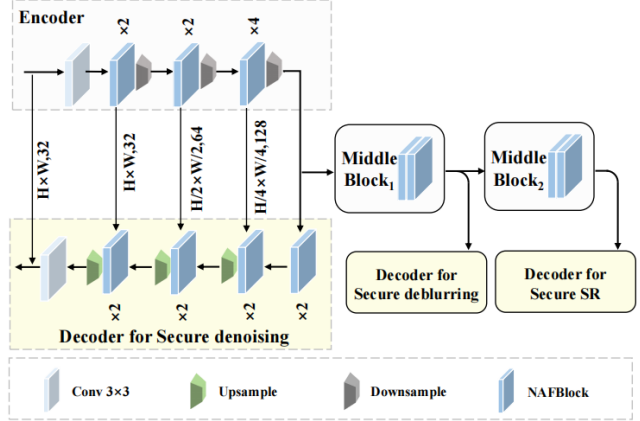 Encoder
×2
×2
×4
H×W,32
H×W,32
H/2×W/2,64
H/4×W/4,128
Middle
Block1
Middle
Block2
×2
×2
×2
×2
Decoder for Secure denoising
Decoder for
Secure deblurring
Decoder for
Secure SR
Conv 3×3
Upsample
Downsample
NAFBlock